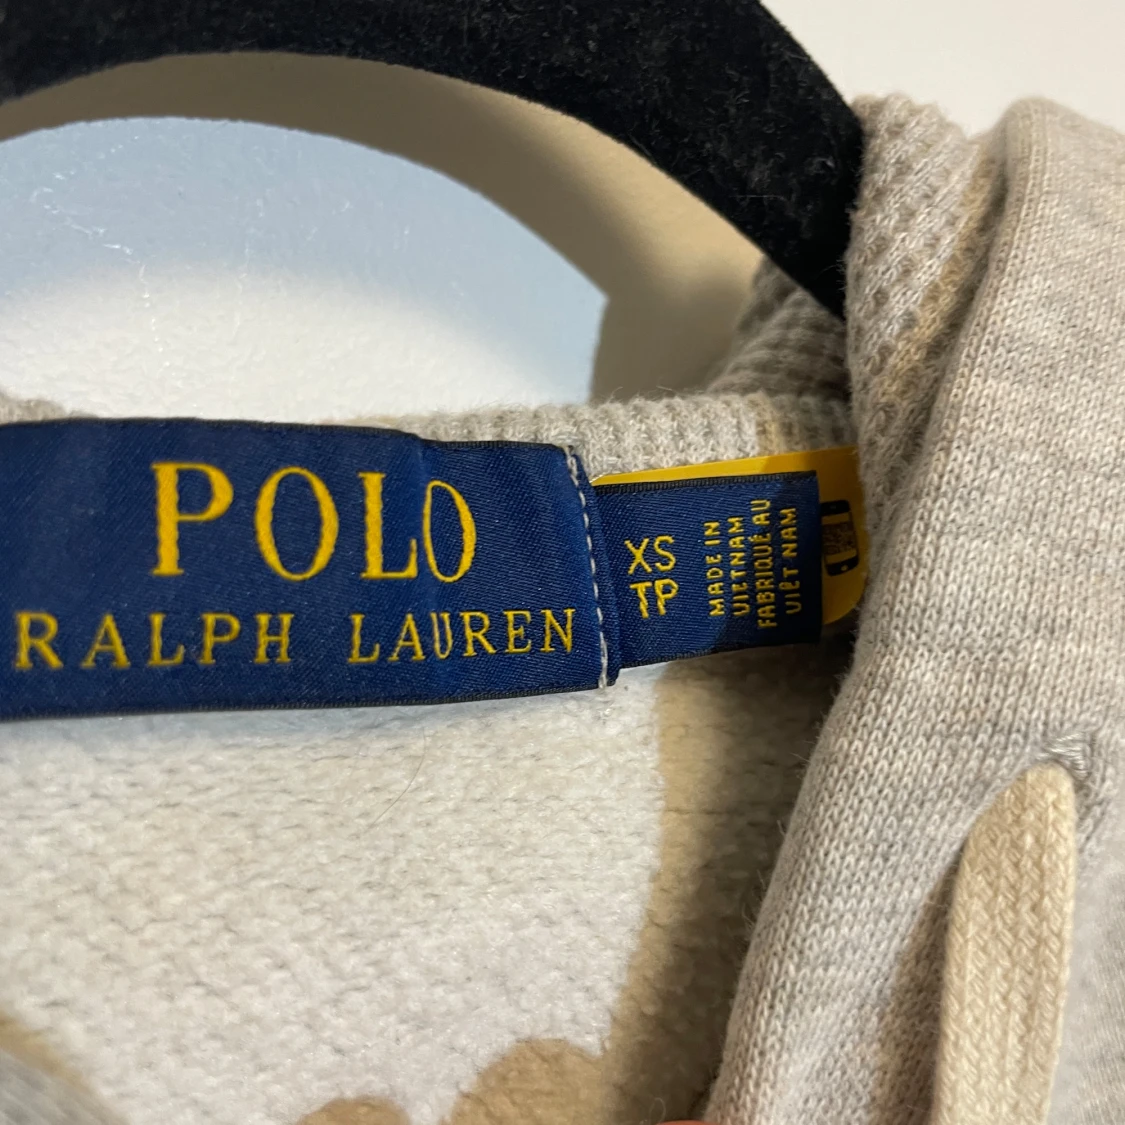 POLO
RALPH LAUREN
XS
TP
MADE IN
VIETNAM
FABRIQUÉ AU
VIÊT NAM